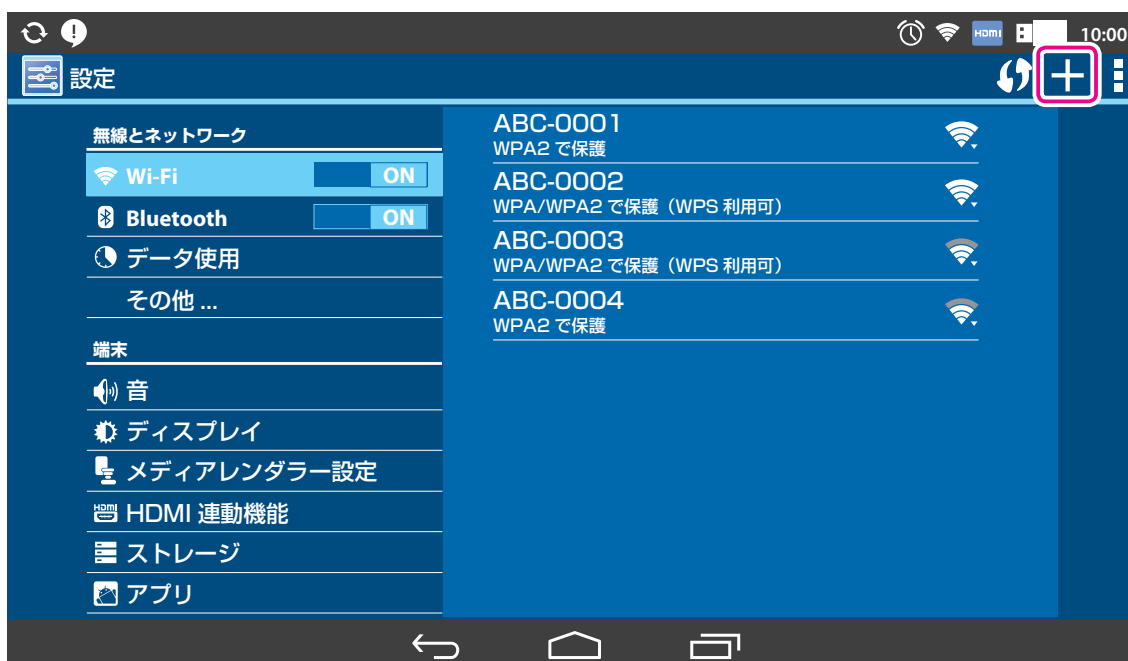 HDMI 10:00
設定
無線とネットワーク
Wi-Fi ON
Bluetooth ON
データ使用
その他 ...
端末
音
ディスプレイ
メディアレンダラー設定
HDMI HDMI 連動機能
ストレージ
アプリ
ABC-0001
WPA2 で保護
ABC-0002
WPA/WPA2 で保護（WPS 利用可）
ABC-0003
WPA/WPA2 で保護（WPS 利用可）
ABC-0004
WPA2 で保護